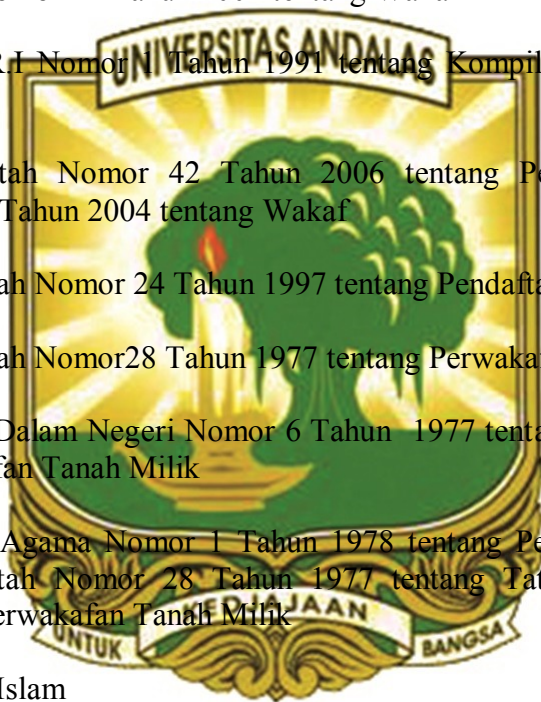 UNIVERSITAS ANDALAS
R.I Nomor 1 Tahun 1991 tentang Kompil
tah Nomor 42 Tahun 2006 tentang Pe
Tahun 2004 tentang Wakaf
ah Nomor 24 Tahun 1997 tentang Pendafta
ah Nomor28 Tahun 1977 tentang Perwakaf
Dalam Negeri Nomor 6 Tahun 1977 tenta
fan Tanah Milik
Agama Nomor 1 Tahun 1978 tentang Pe
tah Nomor 28 Tahun 1977 tentang Tat
erwakafan Tanah Milik
UNTUK KEDJAJAAN BANGSA
Islam